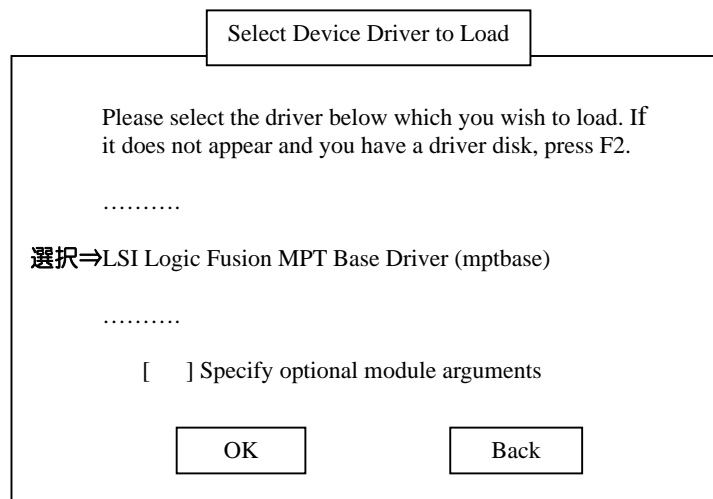 Select Device Driver to Load
Please select the driver below which you wish to load. If
it does not appear and you have a driver disk, press F2.
……….
選択⇒LSI Logic Fusion MPT Base Driver (mptbase)
……….
[ ] Specify optional module arguments
OK Back